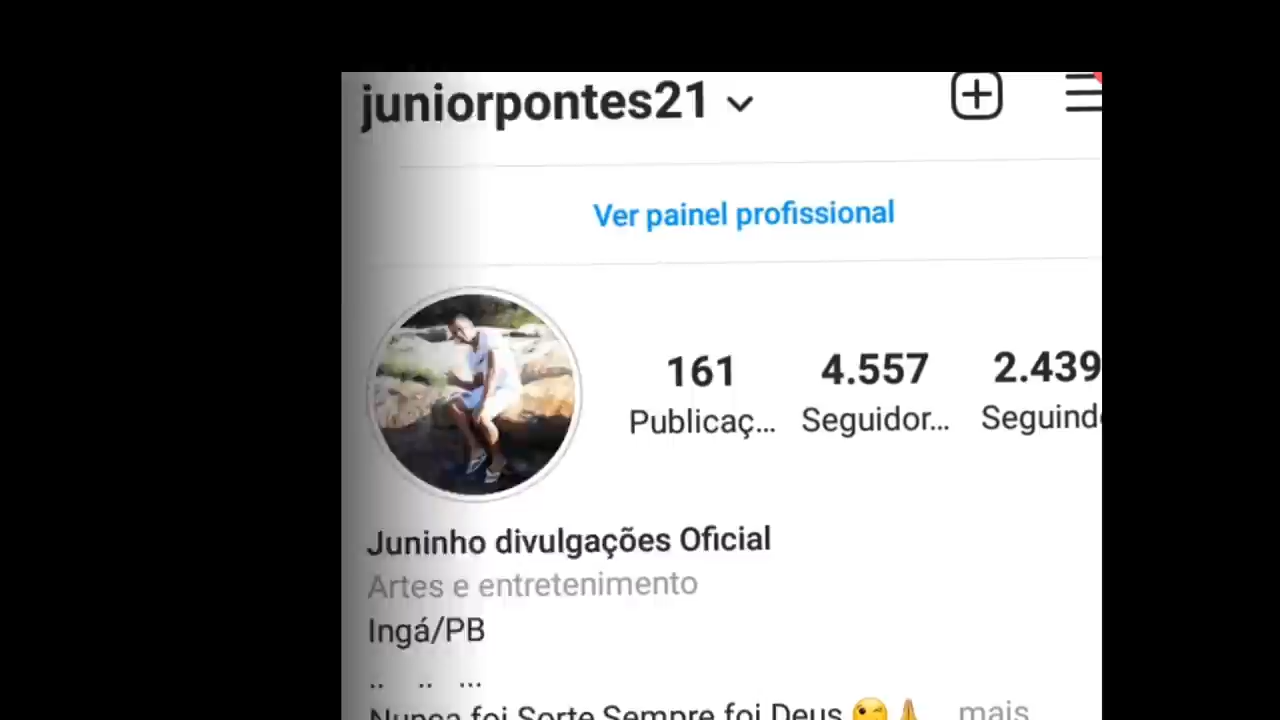 juniorpontes21
Ver painel profissional
161 4.557 2.439
Publicaç... Seguidor... Seguind
Juninho divulgações Oficial
Artes e entretenimento
Ingá/PB
.. .. ...
Nunca foi Sorte Sempre foi Deus 😉🙏 mais